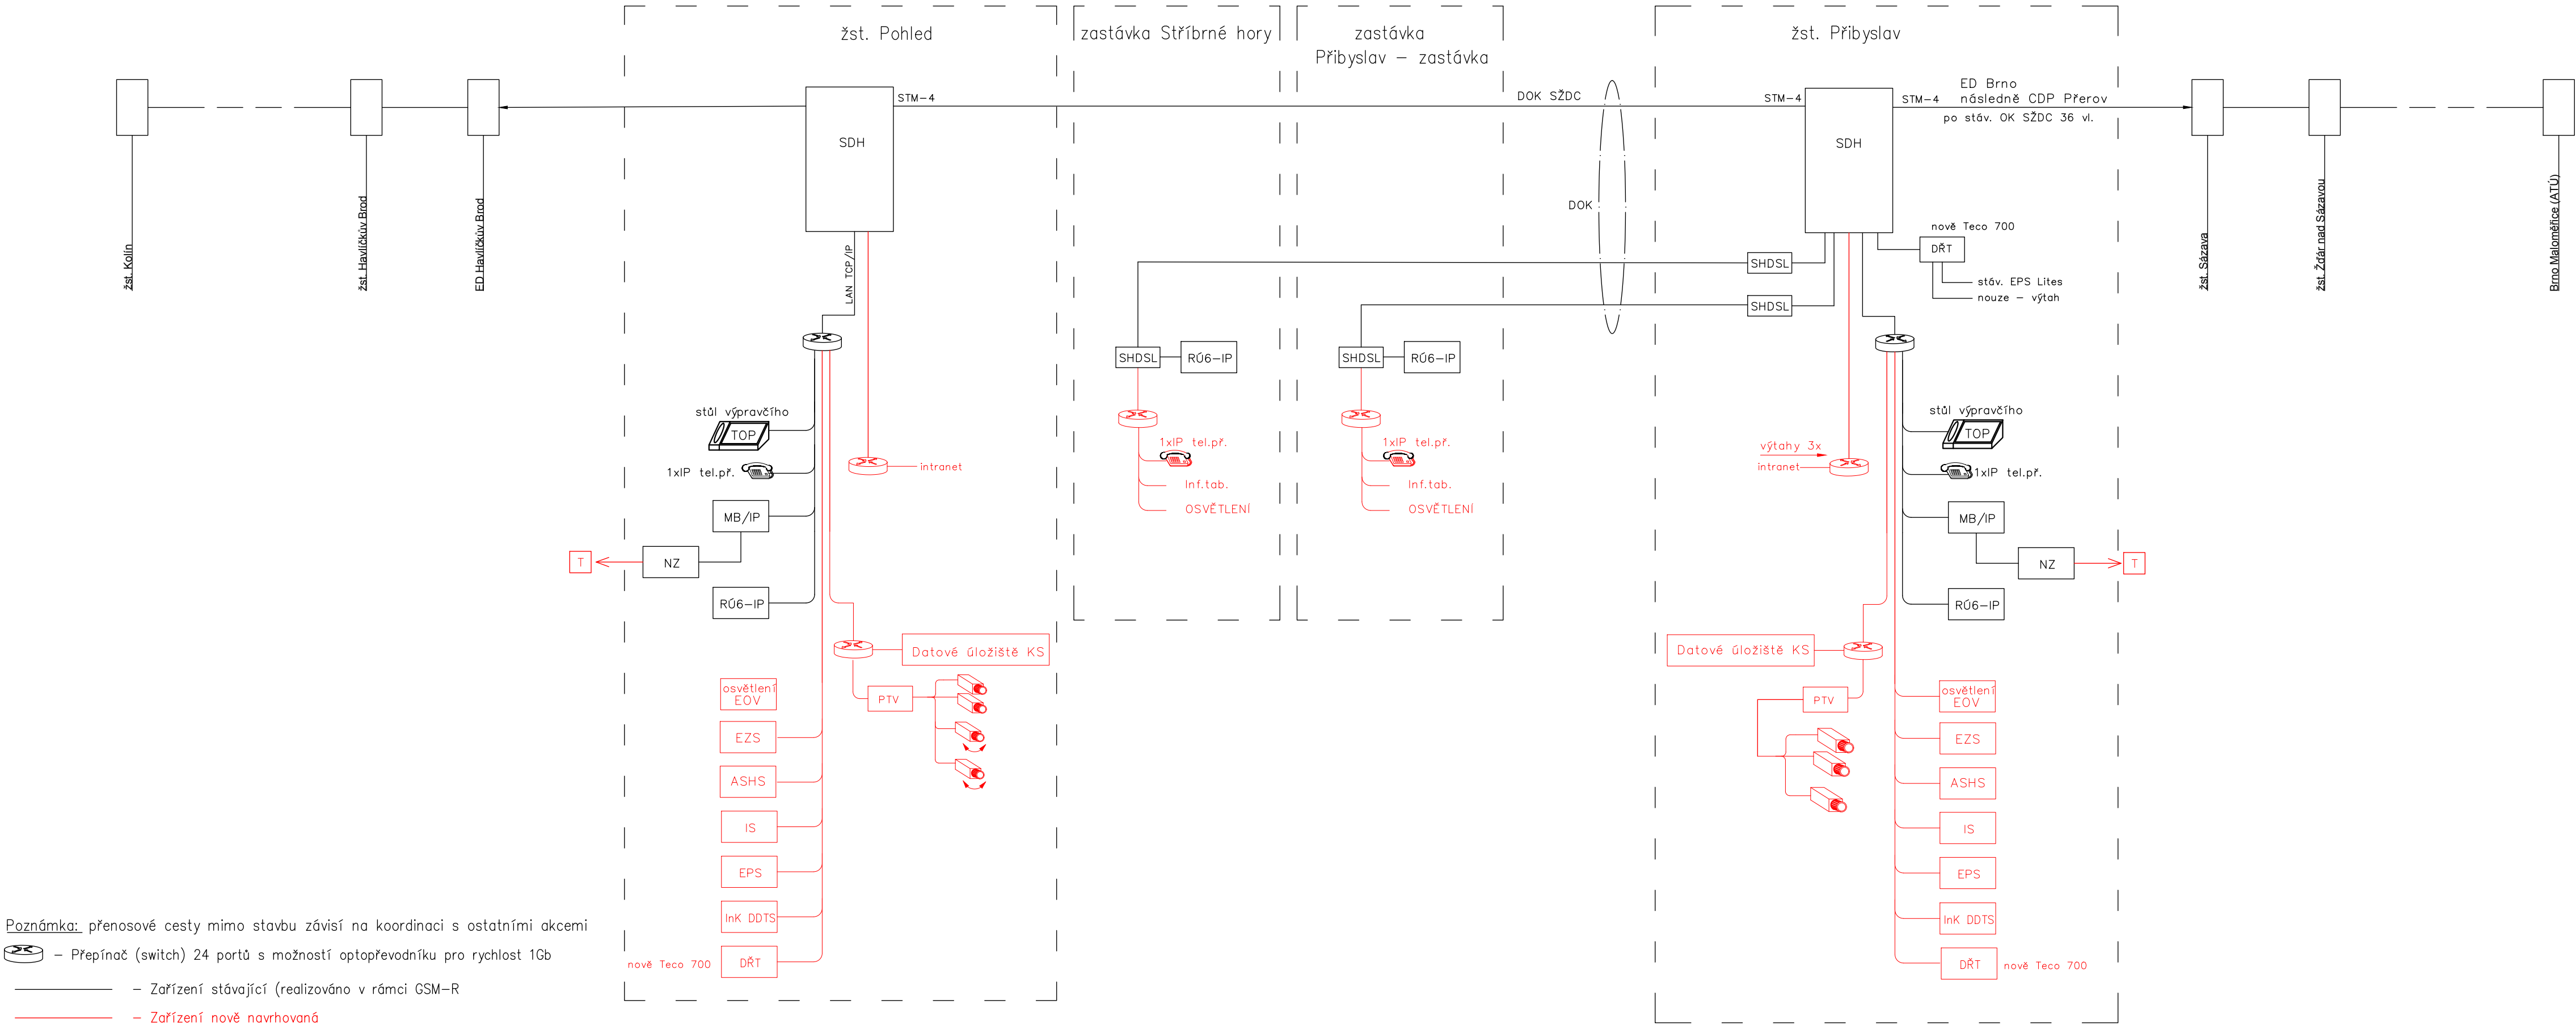 žst. Pohled
zastávka Stříbrné hory
zastávka
Přibyslav – zastávka
žst. Přibyslav
žst. Kolín
žst. Havlíčkův Brod
ED Havlíčkův Brod
SDH
STM–4
DOK SŽDC
STM–4
SDH
STM–4
ED Brno
následně CDP Přerov
po stáv. OK SŽDC 36 vl.
žst. Sázava
žst. Žďár nad Sázavou
Brno Maloměřice (ATÚ)
DOK
LAN TCP/IP
stůl výpravčího
TOP
1xIP tel.př.
MB/IP
NZ
T
RÚ6–IP
intranet
Datové úložiště KS
PTV
osvětlení
EOV
EZS
ASHS
IS
EPS
InK DDTS
nově Teco 700
DŘT
SHDSL
RÚ6–IP
1xIP tel.př.
Inf.tab.
OSVĚTLENÍ
SHDSL
RÚ6–IP
1xIP tel.př.
Inf.tab.
OSVĚTLENÍ
SHDSL
SHDSL
nově Teco 700
DŘT
stáv. EPS Lites
nouze – výtah
výtahy 3x
intranet
stůl výpravčího
TOP
1xIP tel.př.
MB/IP
NZ
T
RÚ6–IP
Datové úložiště KS
PTV
osvětlení
EOV
EZS
ASHS
IS
EPS
InK DDTS
DŘT
nově Teco 700
Poznámka: přenosové cesty mimo stavbu závisí na koordinaci s ostatními akcemi
– Přepínač (switch) 24 portů s možností optopřevodníku pro rychlost 1Gb
– Zařízení stávající (realizováno v rámci GSM–R
– Zařízení nově navrhovaná